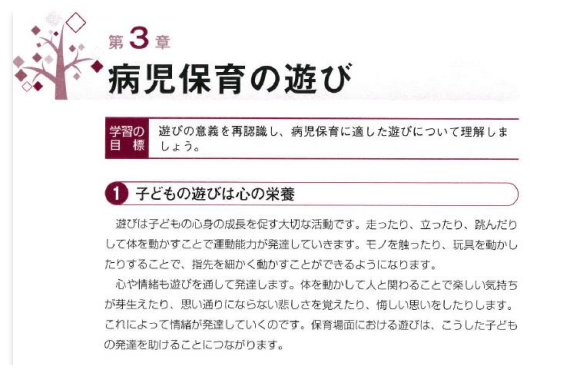 第3章
病児保育の遊び
学習の目標
遊びの意義を再認識し、病児保育に適した遊びについて理解しま
しょう。
1 子どもの遊びは心の栄養
遊びは子どもの心身の成長を促す大切な活動です。走ったり、立ったり、跳んだり
して体を動かすことで運動能力が発達していきます。モノを触ったり、玩具を動かし
たりすることで、指先を細かく動かすことができるようになります。
心や情緒も遊びを通して発達します。体を動かして人と関わることで楽しい気持ち
が芽生えたり、思い通りにならない悲しさを覚えたり、悔しい思いをしたりします。
これによって情緒が発達していくのです。保育場面における遊びは、こうした子ども
の発達を助けることにつながります。